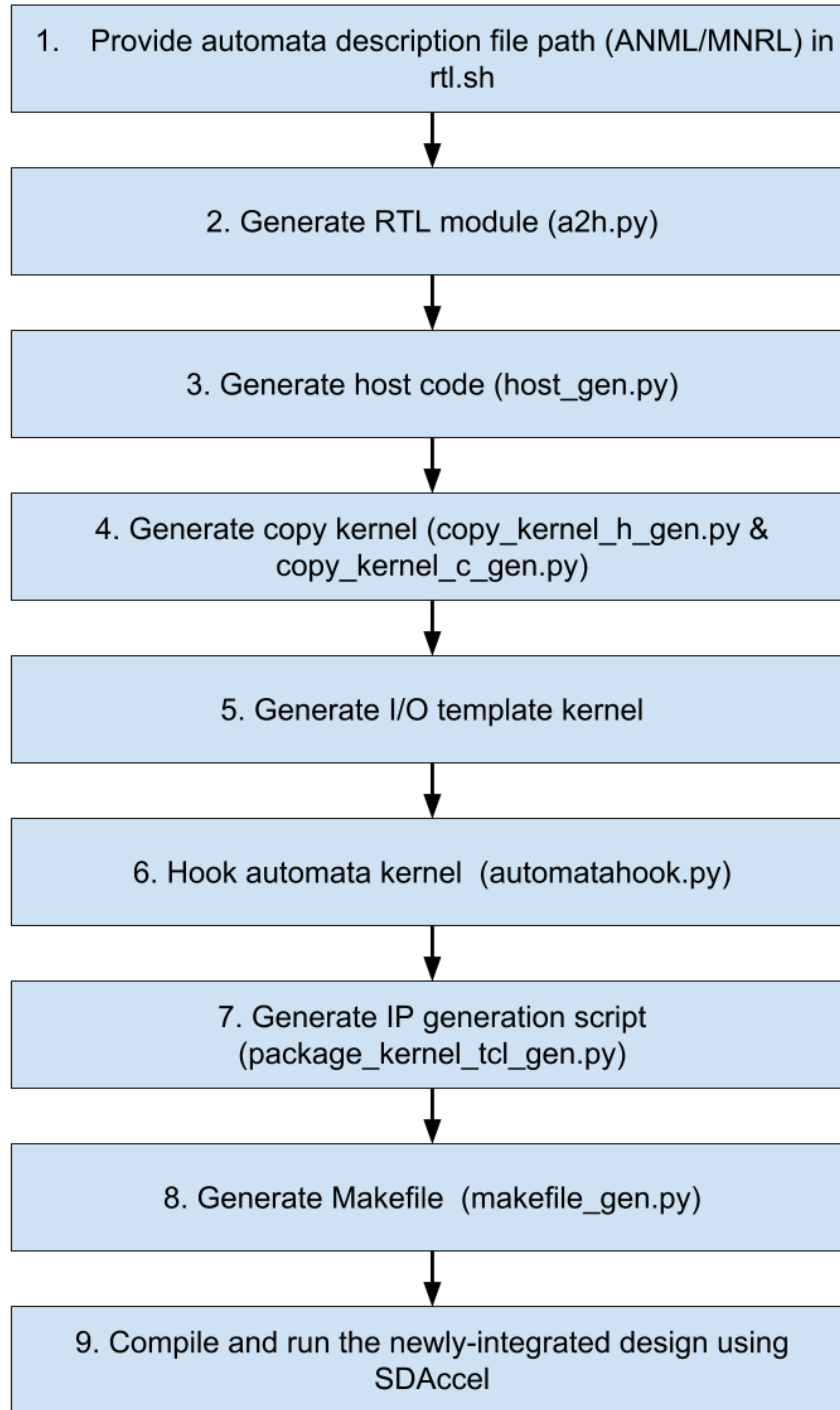 1. Provide automata description file path (ANML/MNRL) in
rtl.sh
2. Generate RTL module (a2h.py)
3. Generate host code (host_gen.py)
4. Generate copy kernel (copy_kernel_h_gen.py &
copy_kernel_c_gen.py)
5. Generate I/O template kernel
6. Hook automata kernel (automatahook.py)
7. Generate IP generation script
(package_kernel_tcl_gen.py)
8. Generate Makefile (makefile_gen.py)
9. Compile and run the newly-integrated design using
SDAccel